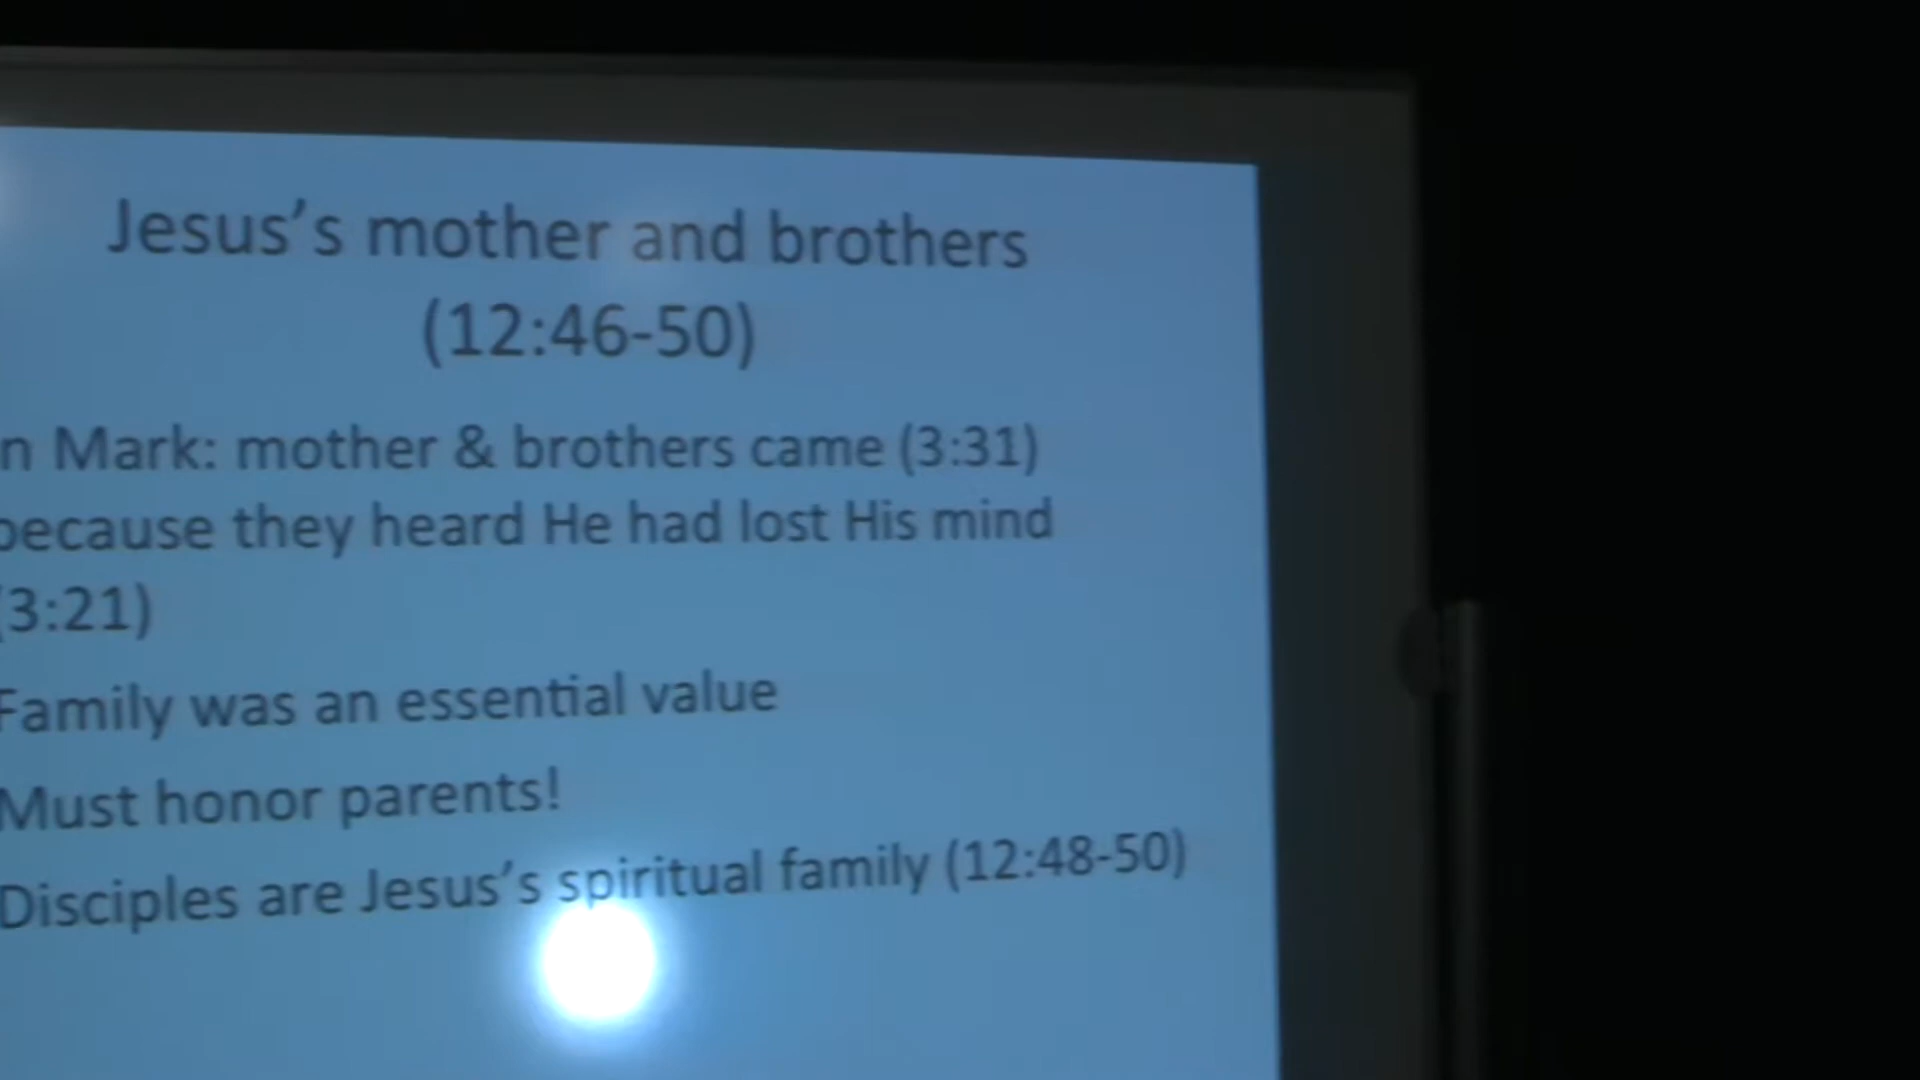 Jesus’s mother and brothers
(12:46-50)
n Mark: mother & brothers came (3:31)
because they heard He had lost His mind
(3:21)
Family was an essential value
Must honor parents!
Disciples are Jesus’s spiritual family (12:48-50)